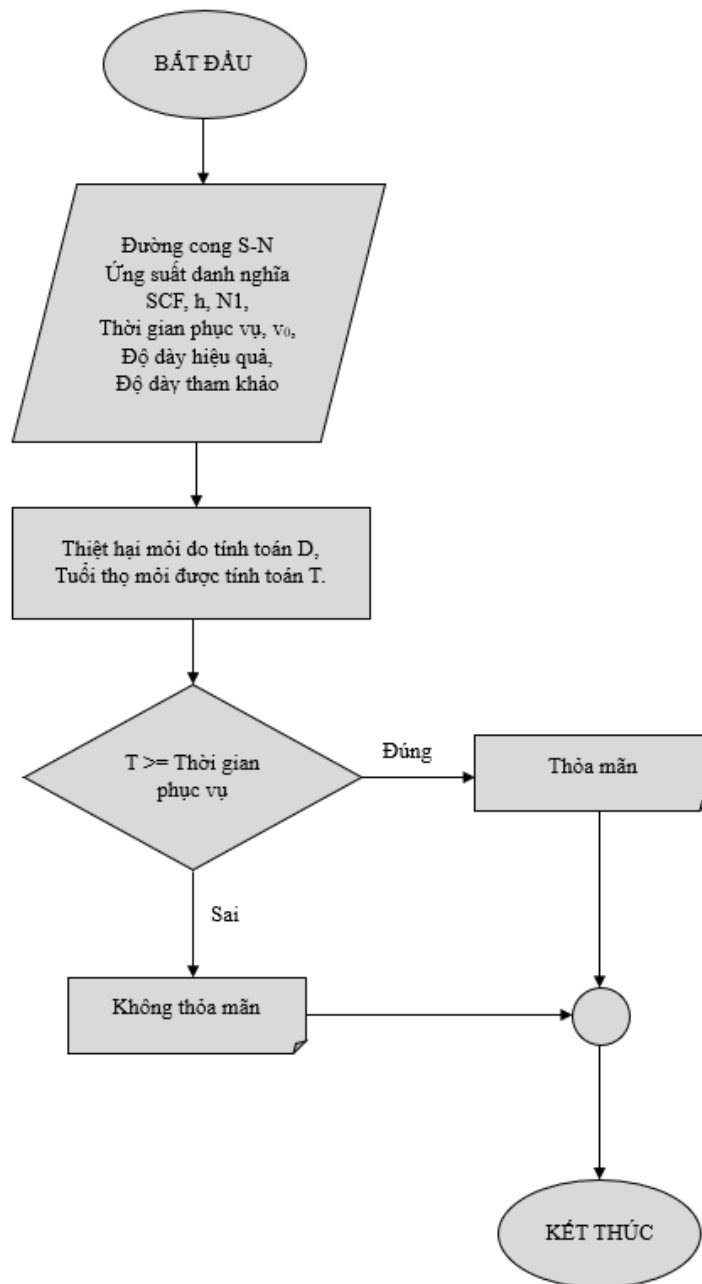 BẮT ĐẦU
Đường cong S-N
Ứng suất danh nghĩa
SCF, h, N1,
Thời gian phục vụ, v₀,
Độ dày hiệu quả,
Độ dày tham khảo
Thiệt hại mỏi do tính toán D,
Tuổi thọ mỏi được tính toán T.
T >= Thời gian
phục vụ
Đúng
Thỏa mãn
Sai
Không thỏa mãn
KẾT THÚC